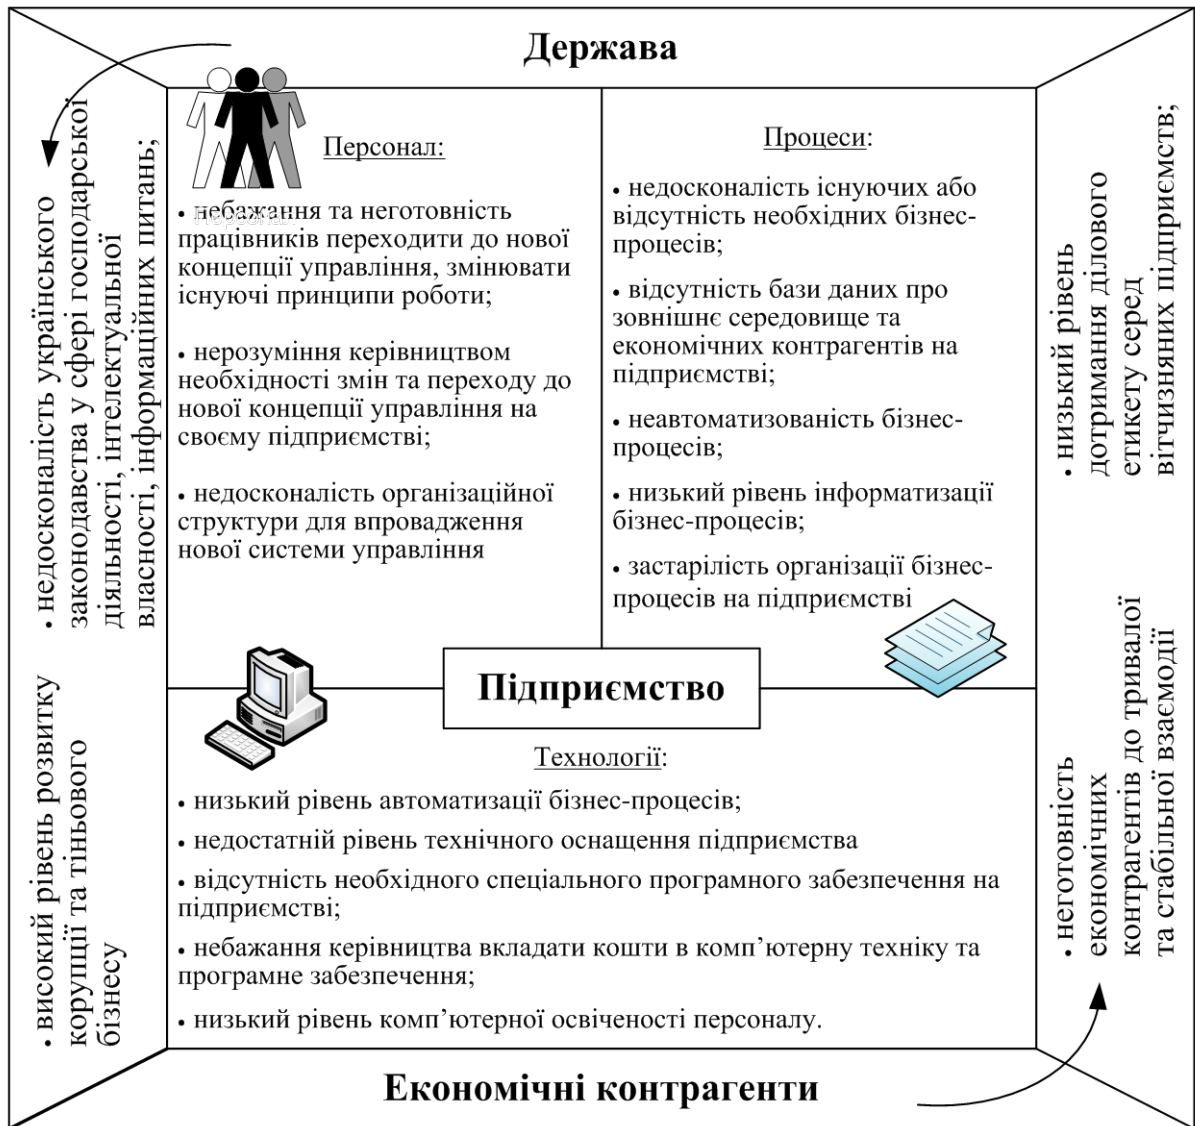 Держава
• недосконалість українського
законодавства у сфері господарської
діяльності, інтелектуальної
власності, інформаційних питань;
• високий рівень розвитку
корупції та тіньового
бізнесу
Персонал:
• небажання та неготовність
працівників переходити до нової
концепції управління, змінювати
існуючі принципи роботи;
• нерозуміння керівництвом
необхідності змін та переходу до
нової концепції управління на
своєму підприємстві;
• недосконалість організаційної
структури для впровадження
нової системи управління
Процеси:
• недосконалість існуючих або
відсутність необхідних бізнес-
процесів;
• відсутність бази даних про
зовнішнє середовище та
економічних контрагентів на
підприємстві;
• неавтоматизованість бізнес-
процесів;
• низький рівень інформатизації
бізнес-процесів;
• застарілість організації бізнес-
процесів на підприємстві
Підприємство
Технології:
• низький рівень автоматизації бізнес-процесів;
• недостатній рівень технічного оснащення підприємства
• відсутність необхідного спеціального програмного забезпечення на
підприємстві;
• небажання керівництва вкладати кошти в комп’ютерну техніку та
програмне забезпечення;
• низький рівень комп’ютерної освіченості персоналу.
• низький рівень
дотримання ділового
етикету серед
вітчизняних підприємств;
• неготовність
економічних
контрагентів до тривалої
та стабільної взаємодії
Економічні контрагенти